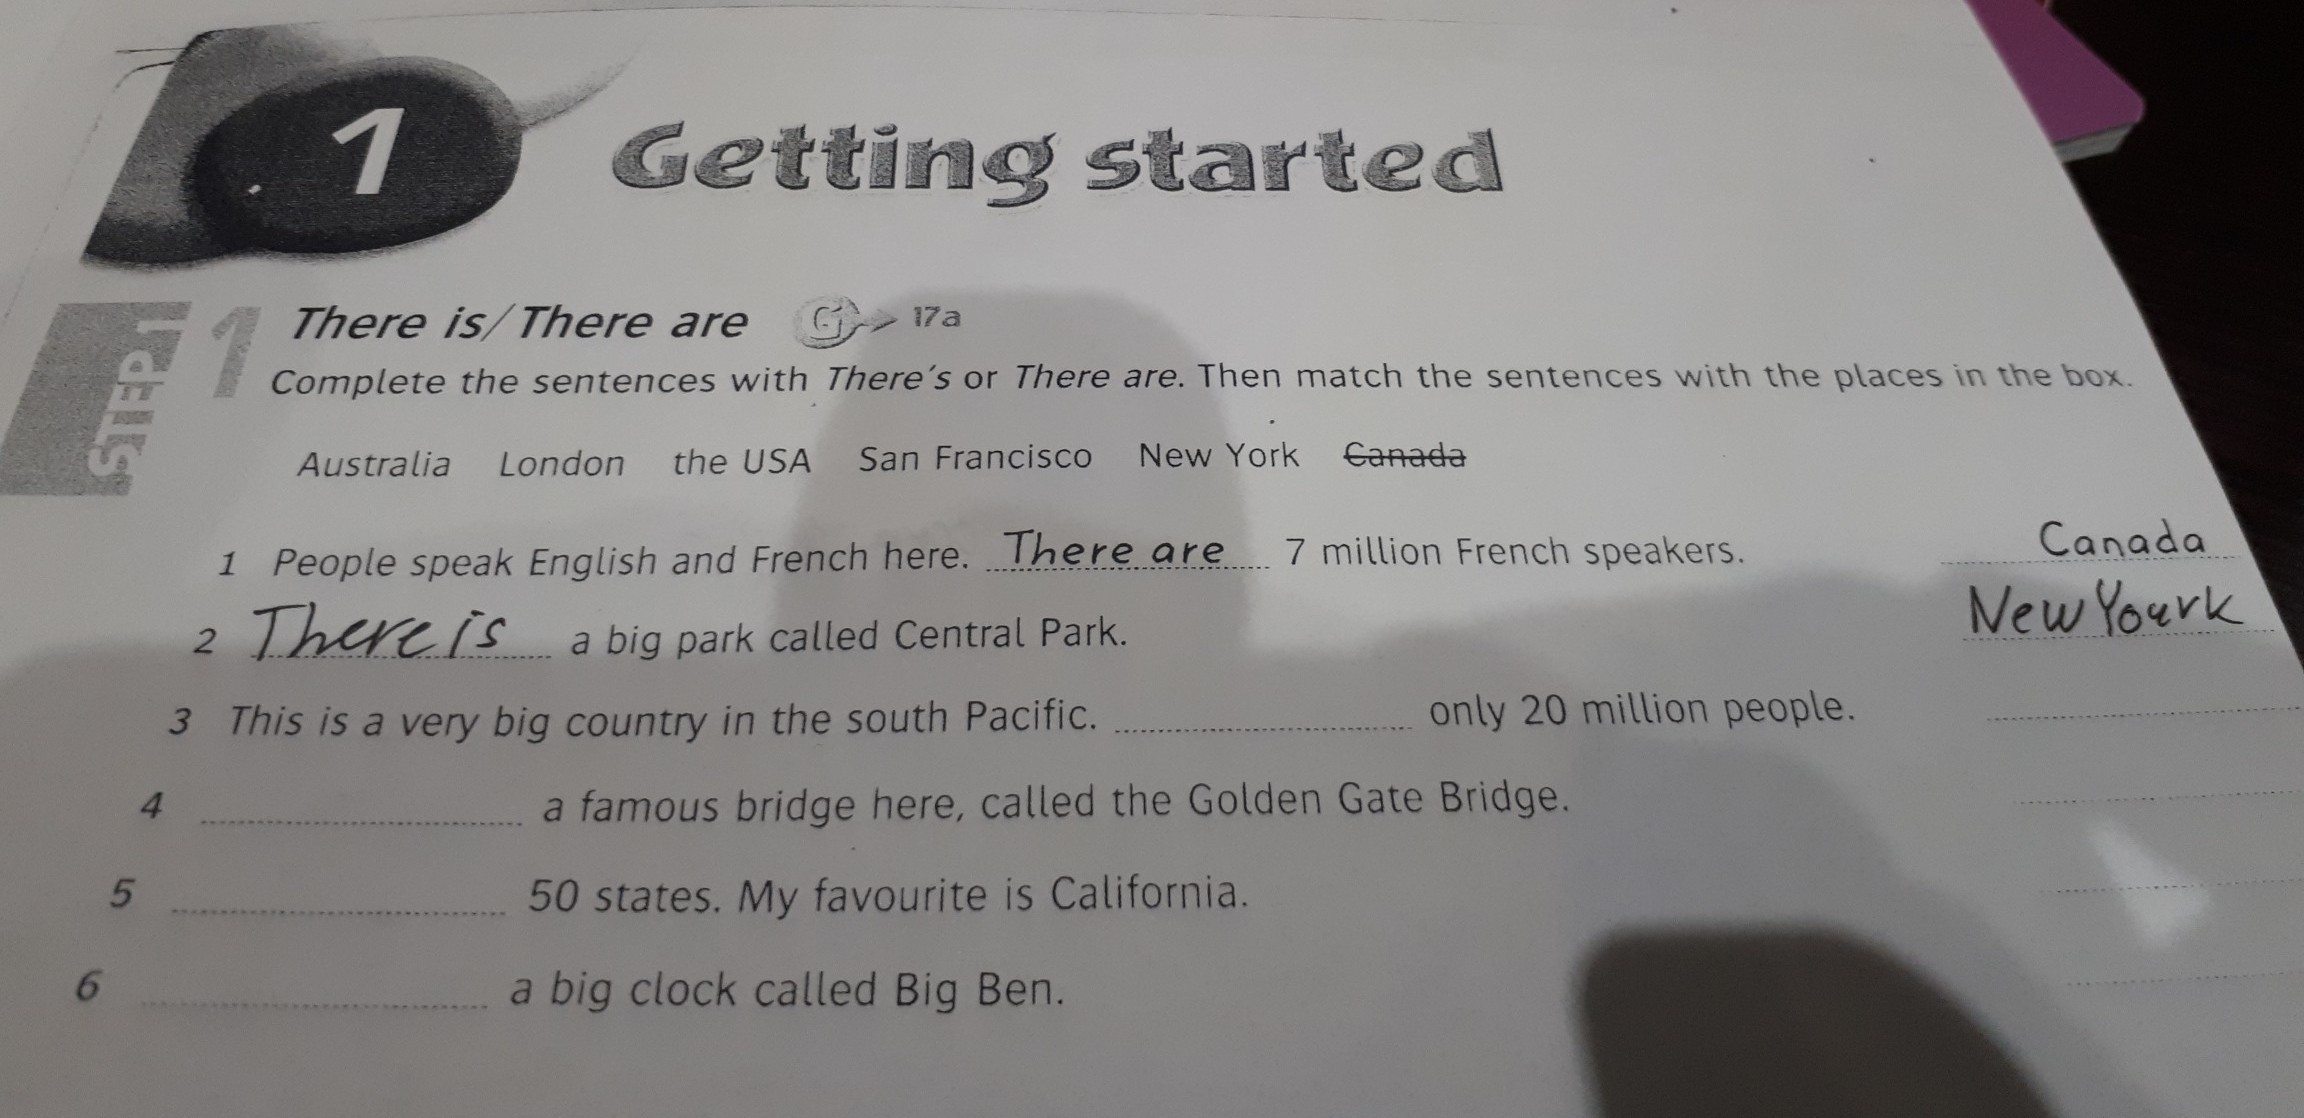 1 Getting started
STEP 1
1 There is/There are G 17a
Complete the sentences with There's or There are. Then match the sentences with the places in the box.
Australia London the USA San Francisco New York Canada
1 People speak English and French here. There are 7 million French speakers. Canada
2 There is a big park called Central Park. New Yourk
3 This is a very big country in the south Pacific. only 20 million people.
4 a famous bridge here, called the Golden Gate Bridge.
5 50 states. My favourite is California.
6 a big clock called Big Ben.